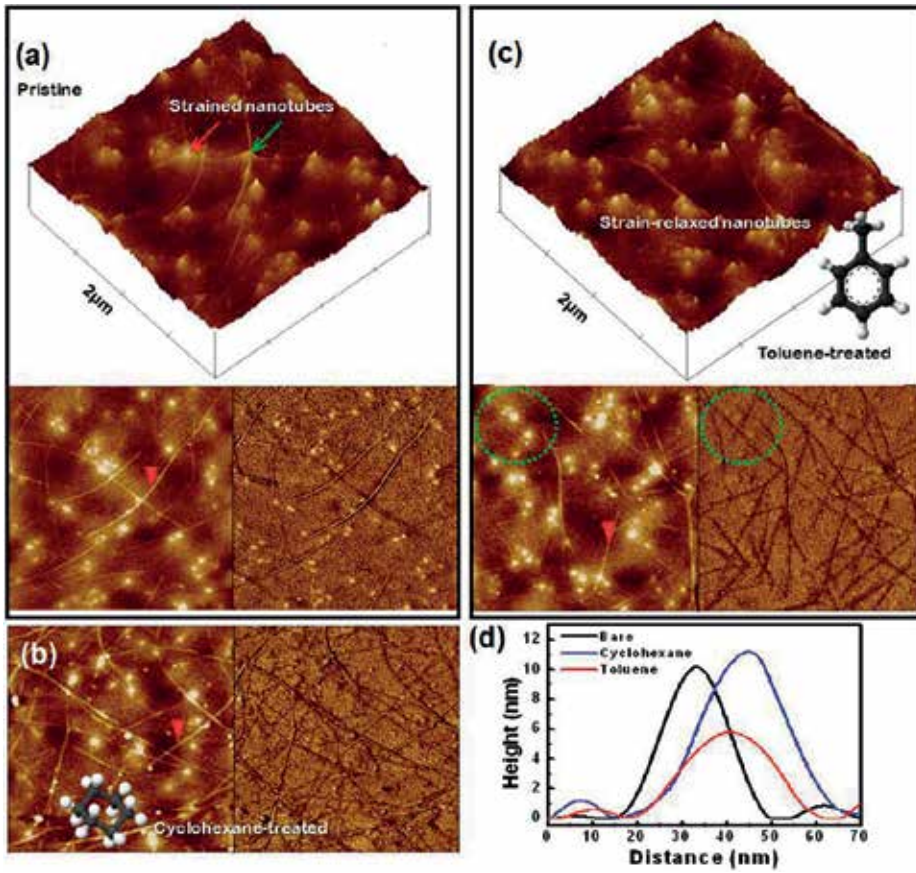 (a)
Pristine
Strained nanotubes
2μm
(c)
Strain-relaxed nanotubes
2μm
Toluene-treated
(b)
Cyclohexane-treated
(d)
Bare
Cyclohexane
Toluene
Height (nm)
12
10
8
6
4
2
0
0 10 20 30 40 50 60 70
Distance (nm)